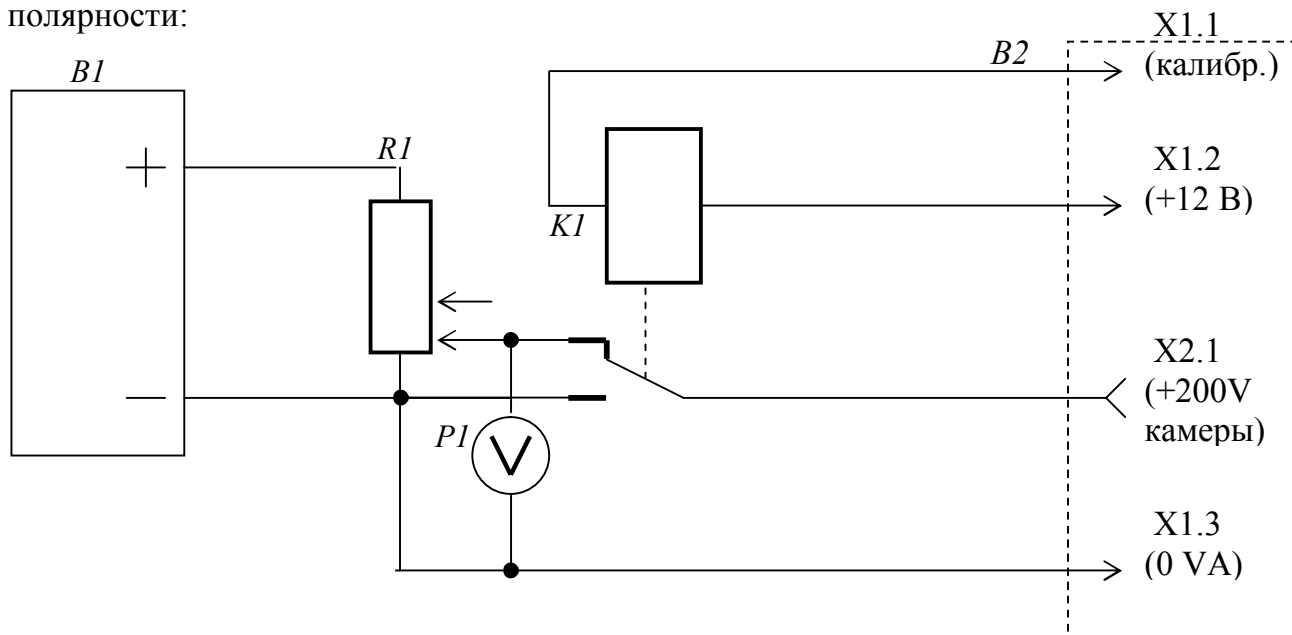 полярности:
B1
+
−
R1
K1
P1
V
B2
X1.1
(калибр.)
X1.2
(+12 В)
X2.1
(+200V
камеры)
X1.3
(0 VA)